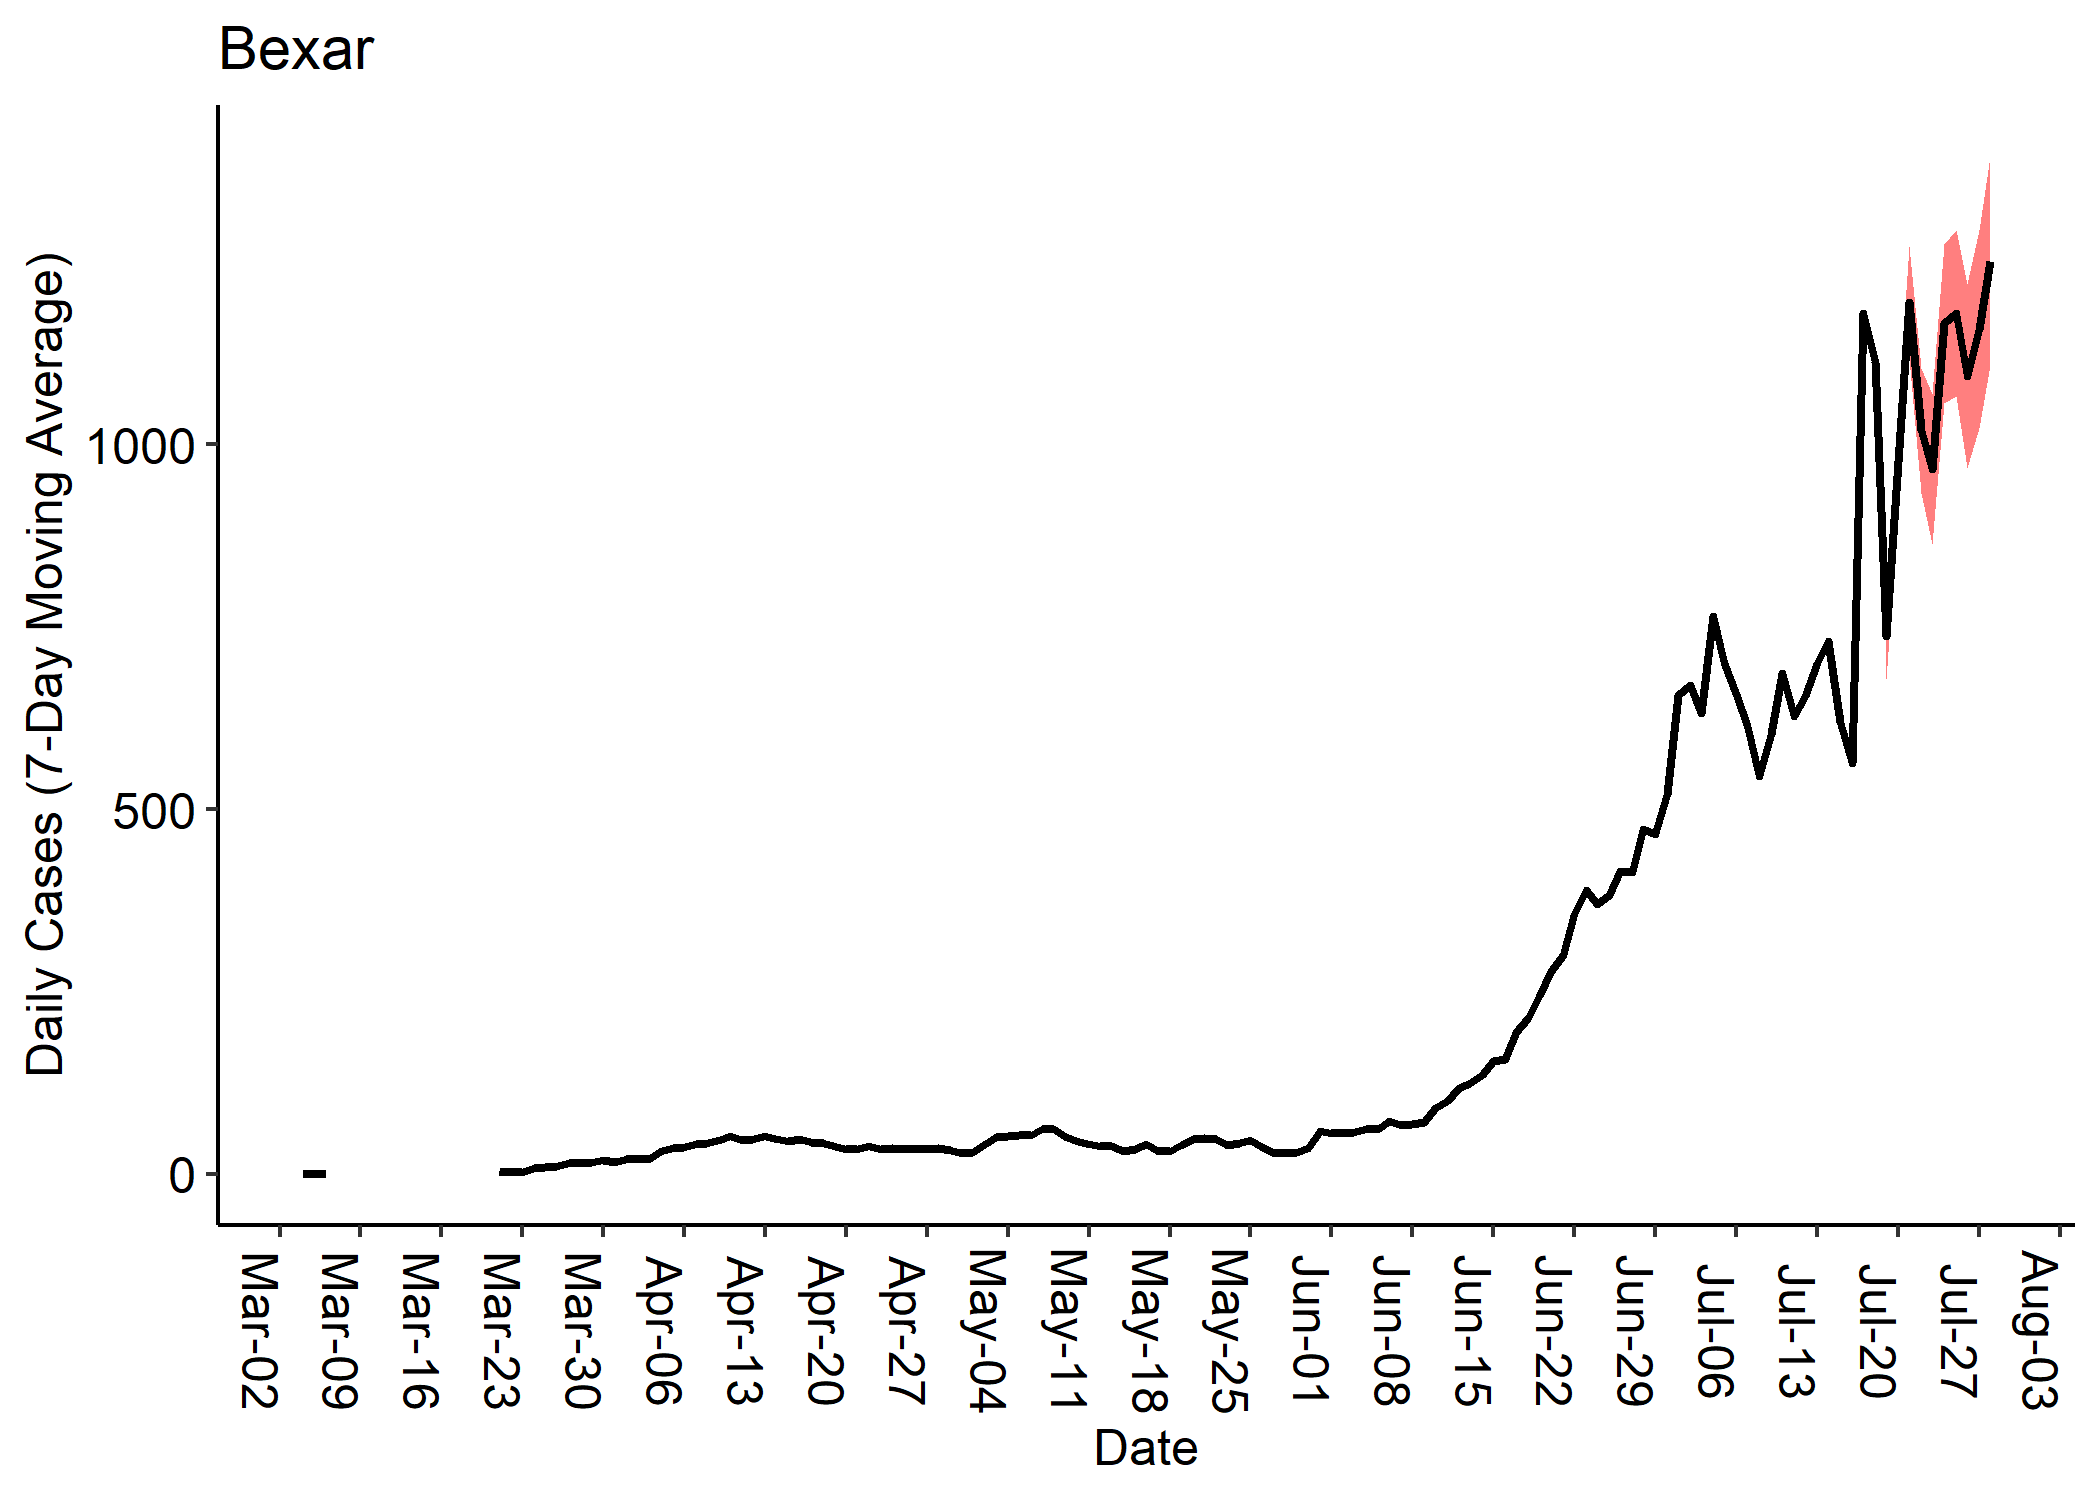 Bexar
Daily Cases (7-Day Moving Average)
1000
500
0
Mar-02
Mar-09
Mar-16
Mar-23
Mar-30
Apr-06
Apr-13
Apr-20
Apr-27
May-04
May-11
May-18
May-25
Jun-01
Jun-08
Jun-15
Jun-22
Jun-29
Jul-06
Jul-13
Jul-20
Jul-27
Aug-03
Date